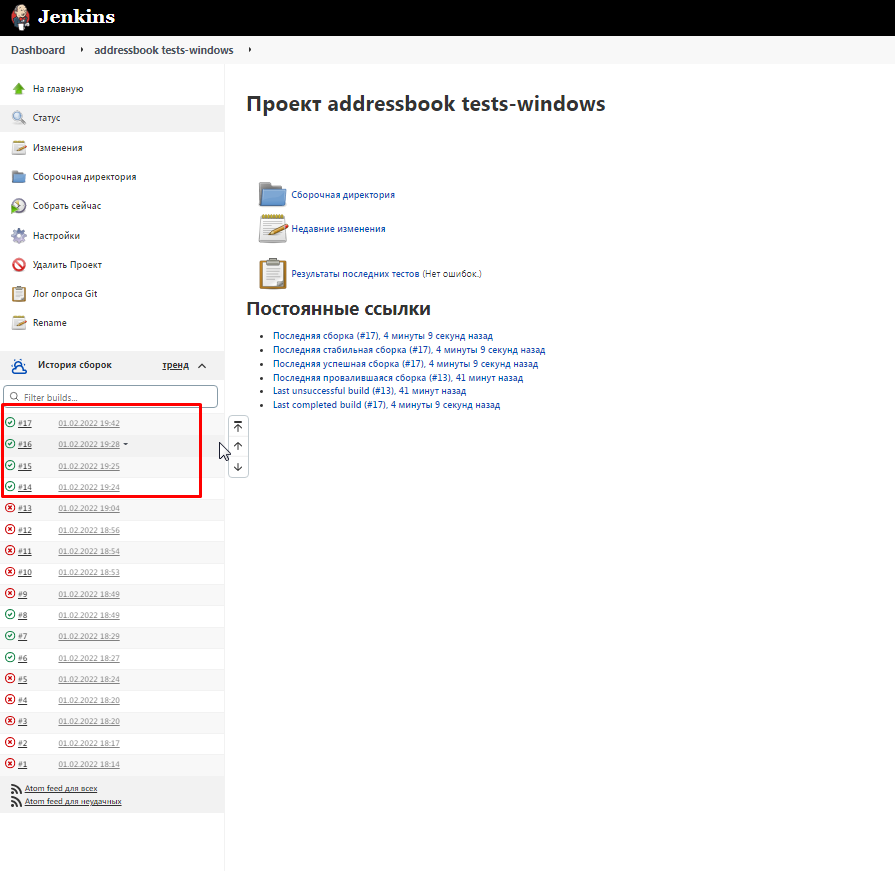 Jenkins
Dashboard
addressbook tests-windows
На главную
Статус
Изменения
Сборочная директория
Собрать сейчас
Настройки
Удалить Проект
Лог опроса Git
Rename
История сборок
тренд
Filter builds...
#17 01.02.2022 19:42
#16 01.02.2022 19:28
#15 01.02.2022 19:25
#14 01.02.2022 19:24
#13 01.02.2022 19:04
#12 01.02.2022 18:56
#11 01.02.2022 18:54
#10 01.02.2022 18:53
#9 01.02.2022 18:49
#8 01.02.2022 18:49
#7 01.02.2022 18:29
#6 01.02.2022 18:27
#5 01.02.2022 18:24
#4 01.02.2022 18:20
#3 01.02.2022 18:20
#2 01.02.2022 18:17
#1 01.02.2022 18:14
Atom feed для всех
Atom feed для неудачных
Проект addressbook tests-windows
Сборочная директория
Недавние изменения
Результаты последних тестов (Нет ошибок.)
Постоянные ссылки
Последняя сборка (#17), 4 минуты 9 секунд назад
Последняя стабильная сборка (#17), 4 минуты 9 секунд назад
Последняя успешная сборка (#17), 4 минуты 9 секунд назад
Последняя провалившаяся сборка (#13), 41 минут назад
Last unsuccessful build (#13), 41 минут назад
Last completed build (#17), 4 минуты 9 секунд назад